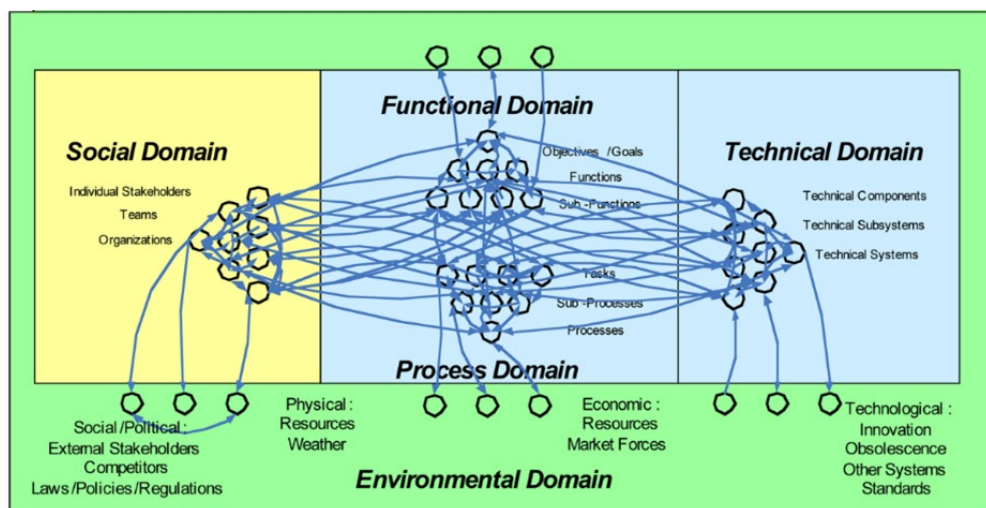 Functional Domain
Social Domain
Technical Domain
Objectives /Goals
Functions
Sub -Functions
Individual Stakeholders
Teams
Organizations
Technical Components
Technical Subsystems
Technical Systems
Tasks
Sub -Processes
Processes
Process Domain
Social /Political :
External Stakeholders
Competitors
Laws /Policies /Regulations
Physical :
Resources
Weather
Economic :
Resources
Market Forces
Technological :
Innovation
Obsolescence
Other Systems
Standards
Environmental Domain